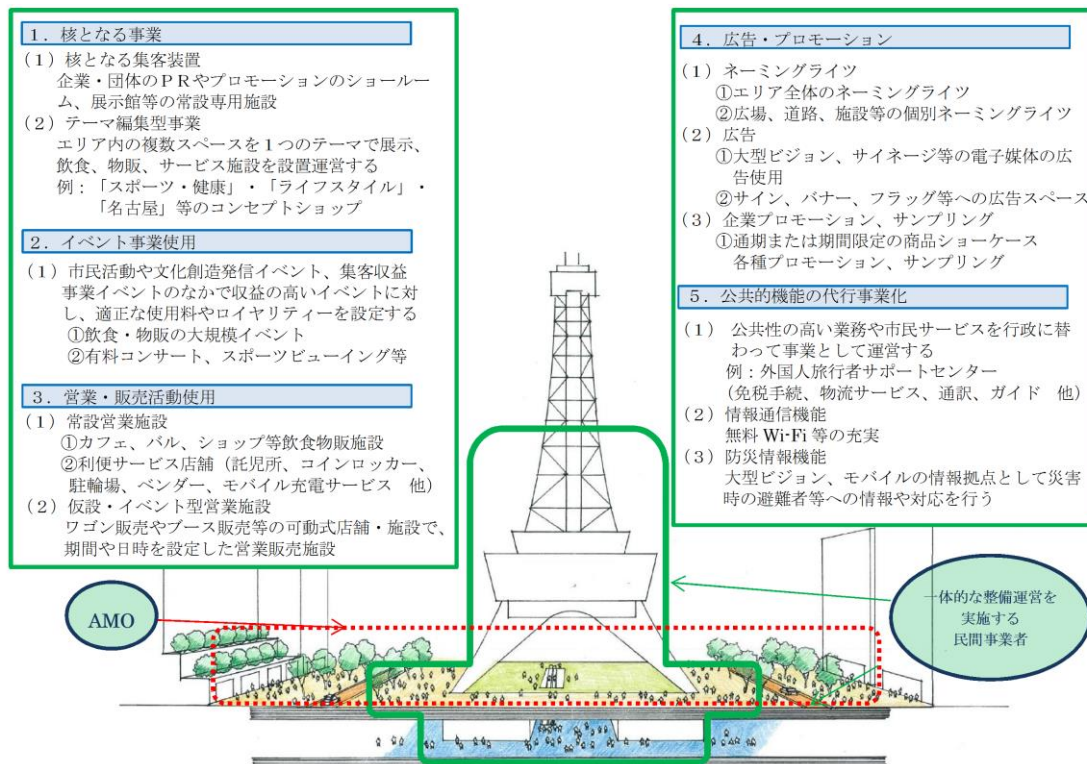 1．核となる事業
（1）核となる集客装置
企業・団体のＰＲやプロモーションのショールー
ム、展示館等の常設専用施設
（2）テーマ編集型事業
エリア内の複数スペースを１つのテーマで展示、
飲食、物販、サービス施設を設置運営する
例：「スポーツ・健康」・「ライフスタイル」・
「名古屋」等のコンセプトショップ
2．イベント事業使用
（1）市民活動や文化創造発信イベント、集客収益
事業イベントのなかで収益の高いイベントに対
し、適正な使用料やロイヤリティーを設定する
①飲食・物販の大規模イベント
②有料コンサート、スポーツビューイング等
3．営業・販売活動使用
（1）常設営業施設
①カフェ、バル、ショップ等飲食物販施設
②利便サービス店舗（託児所、コインロッカー、
駐輪場、ベンダー、モバイル充電サービス　他）
（2）仮設・イベント型営業施設
ワゴン販売やブース販売等の可動式店舗・施設で、
期間や日時を設定した営業販売施設
4．広告・プロモーション
（1）ネーミングライツ
①エリア全体のネーミングライツ
②広場、道路、施設等の個別ネーミングライツ
（2）広告
①大型ビジョン、サイネージ等の電子媒体の広
告使用
②サイン、バナー、フラッグ等への広告スペース
（3）企業プロモーション、サンプリング
①通期または期間限定の商品ショーケース
各種プロモーション、サンプリング
5．公共的機能の代行事業化
（1）　公共性の高い業務や市民サービスを行政に替
わって事業として運営する
例：外国人旅行者サポートセンター
（免税手続、物流サービス、通訳、ガイド　他）
（2）情報通信機能
無料 Wi-Fi 等の充実
（3）防災情報機能
大型ビジョン、モバイルの情報拠点として災害
時の避難者等への情報や対応を行う
AMO
一体的な整備運営を
実施する
民間事業者